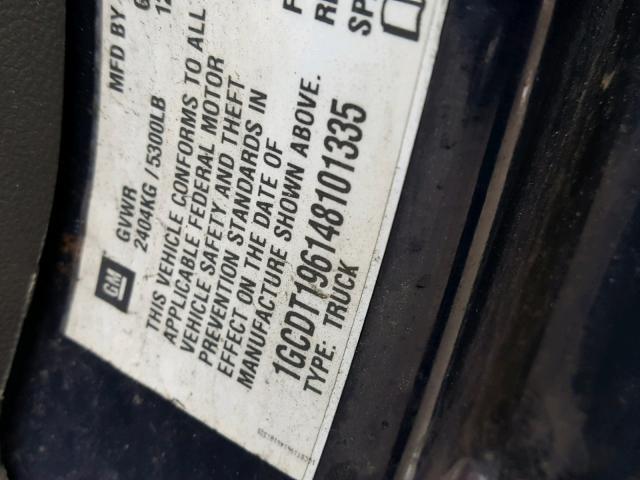 MFD BY
GVWR
2404KG / 5300LB
GM
THIS VEHICLE CONFORMS TO ALL
APPLICABLE FEDERAL MOTOR
VEHICLE SAFETY, AND THEFT
PREVENTION STANDARDS IN
EFFECT ON THE DATE OF
MANUFACTURE SHOWN ABOVE.
1GCDT196148101335
TYPE: TRUCK